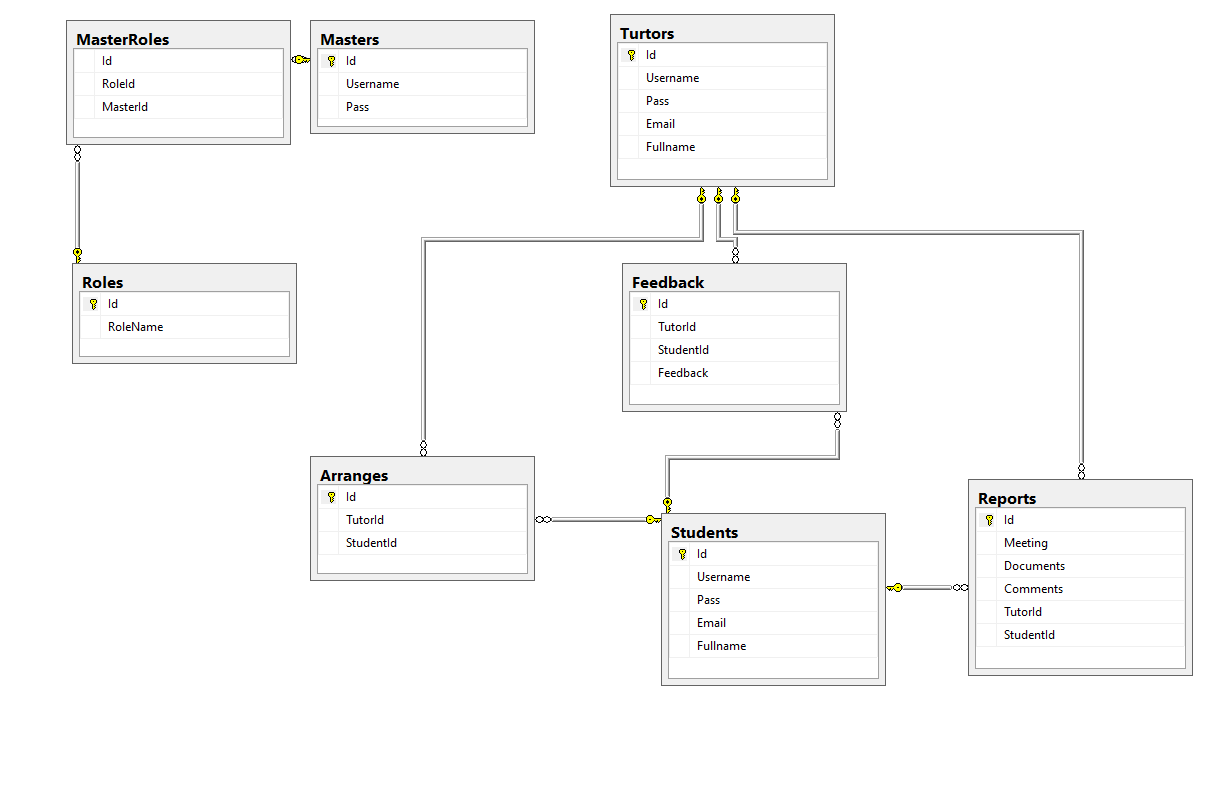 MasterRoles
Id
RoleId
MasterId
Masters
Id
Username
Pass
Turtors
Id
Username
Pass
Email
Fullname
Roles
Id
RoleName
Feedback
Id
TutorId
StudentId
Feedback
Arranges
Id
TutorId
StudentId
Students
Id
Username
Pass
Email
Fullname
Reports
Id
Meeting
Documents
Comments
TutorId
StudentId